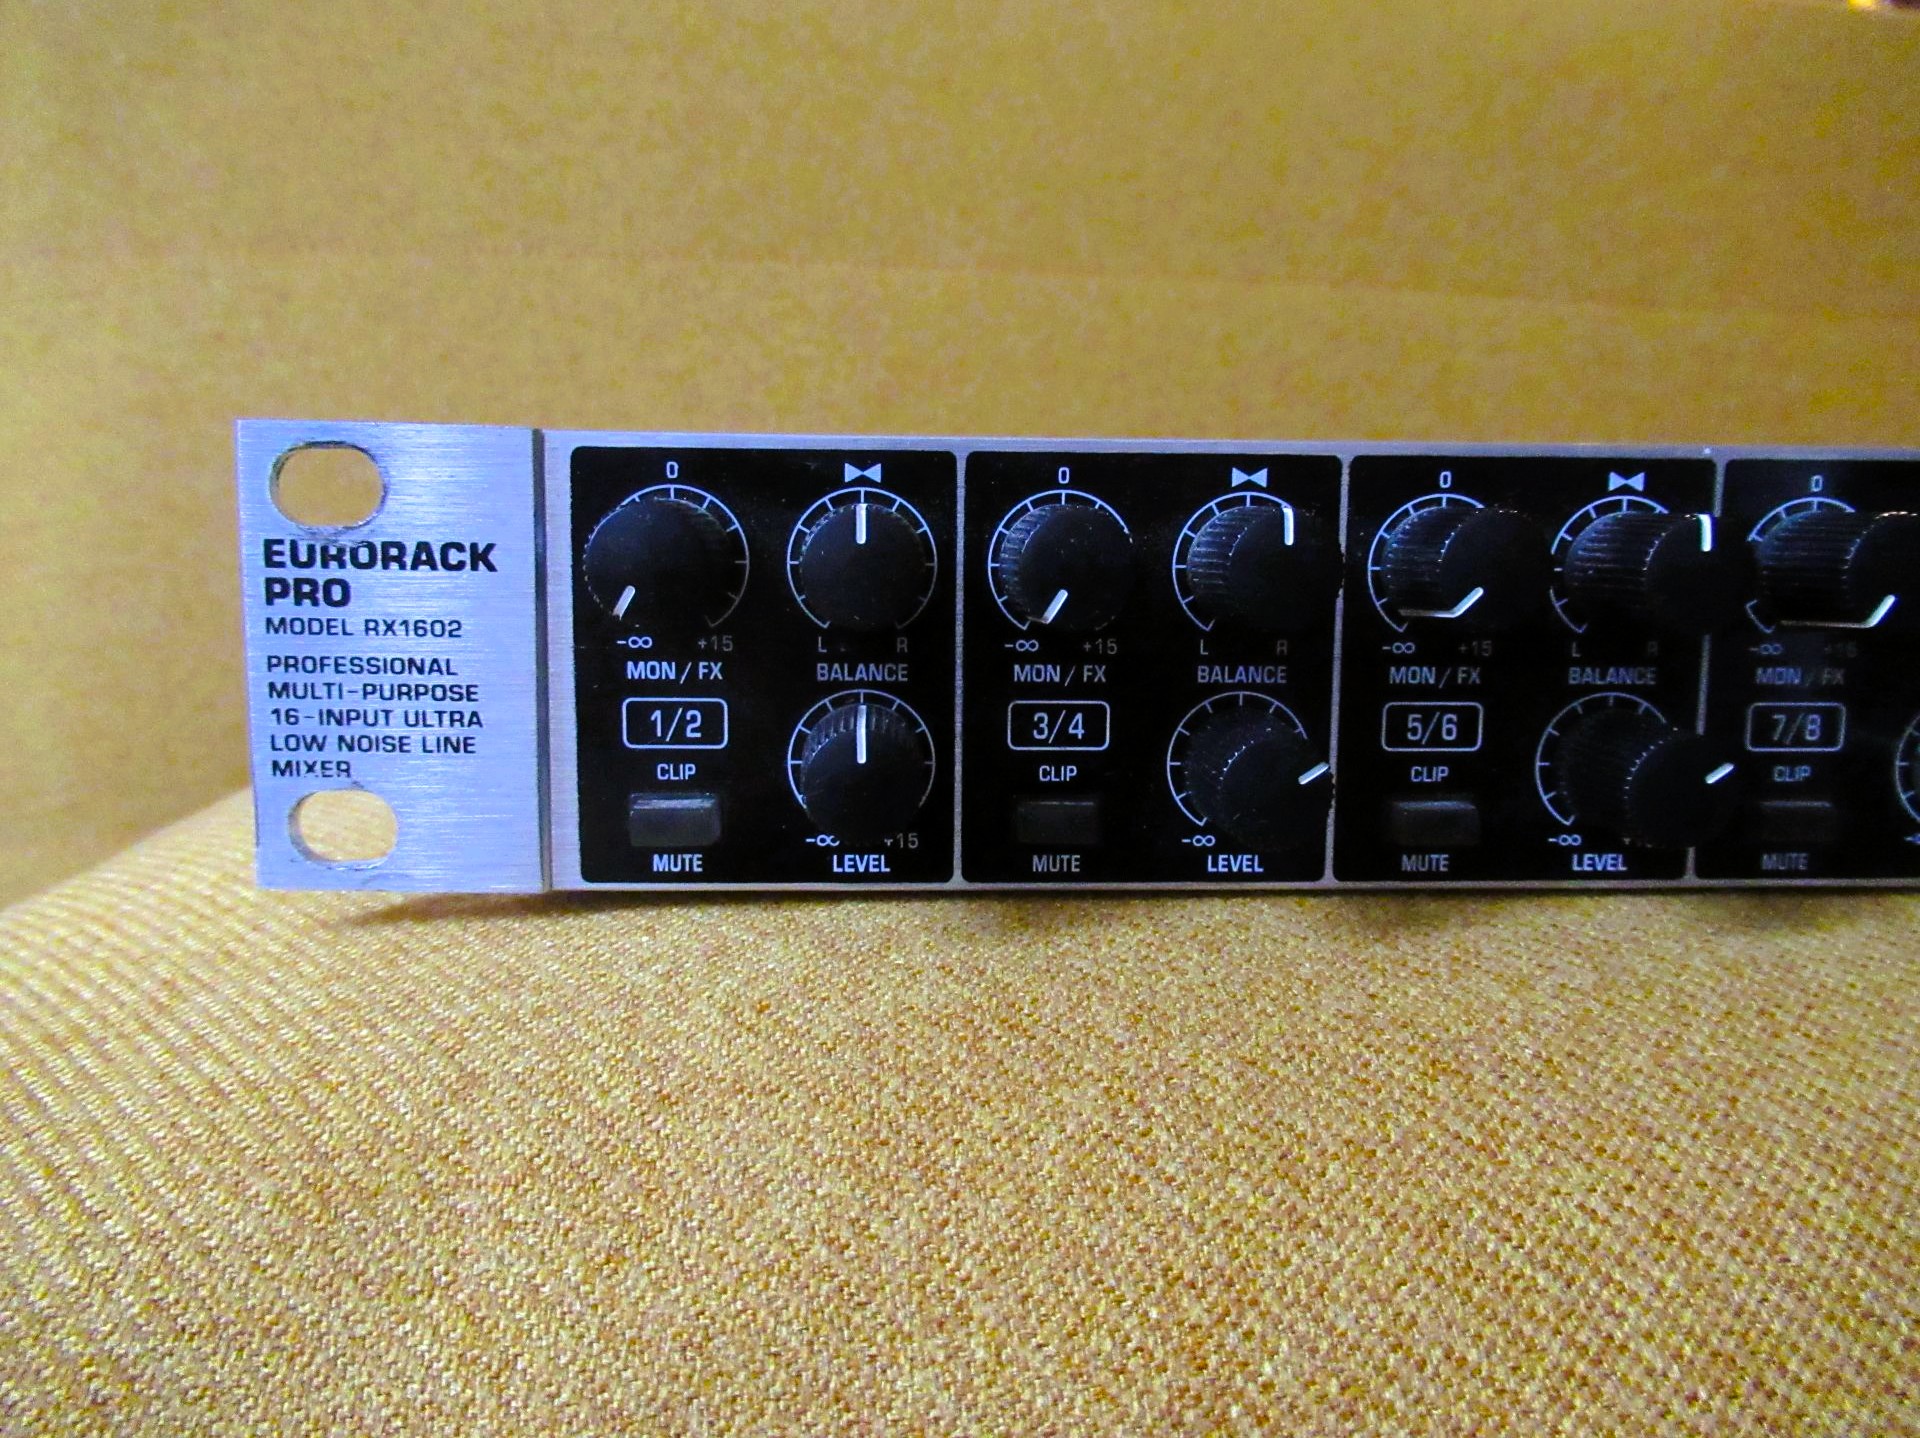 EURORACK
PRO
MODEL RX1602
PROFESSIONAL
MULTI-PURPOSE
16-INPUT ULTRA
LOW NOISE LINE
MIXER
0
-∞ +15
MON / FX
L R
BALANCE
1/2
CLIP
MUTE
-∞ +15
LEVEL
0
-∞ +15
MON / FX
L R
BALANCE
3/4
CLIP
MUTE
-∞
LEVEL
0
-∞ +15
MON / FX
L R
BALANCE
5/6
CLIP
MUTE
-∞
LEVEL
0
-∞ +15
MON / FX
7/8
CLIP
MUTE